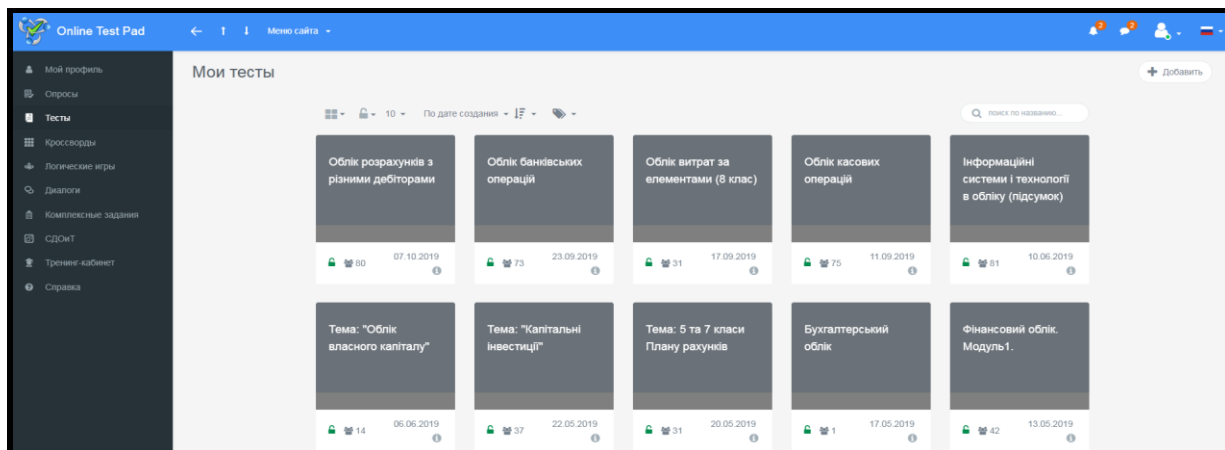 Online Test Pad
Меню сайта
2
2
Мой профиль
Опросы
Тесты
Кроссворды
Логические игры
Диалоги
Комплексные задания
СДОиТ
Тренинг-кабинет
Справка
Мои тесты
Добавить
10
По дате создания
поиск по названию...
Облік розрахунків з
різними дебіторами
80
07.10.2019
Облік банківських
операцій
73
23.09.2019
Облік витрат за
елементами (8 клас)
31
17.09.2019
Облік касових
операцій
75
11.09.2019
Інформаційні
системи і технології
в обліку (підсумок)
81
10.06.2019
Тема: "Облік
власного капіталу"
14
06.06.2019
Тема: "Капітальні
інвестиції"
37
22.05.2019
Тема: 5 та 7 класи
Плану рахунків
31
20.05.2019
Бухгалтерський
облік
1
17.05.2019
Фінансовий облік.
Модуль1.
42
13.05.2019